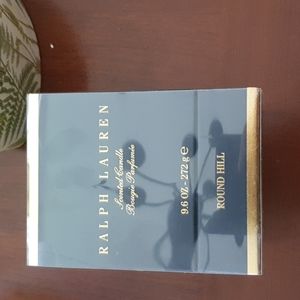 RALPH LAUREN
Scented Candle
Bougie Parfumée
9.6 OZ - 272 g e
ROUND HILL